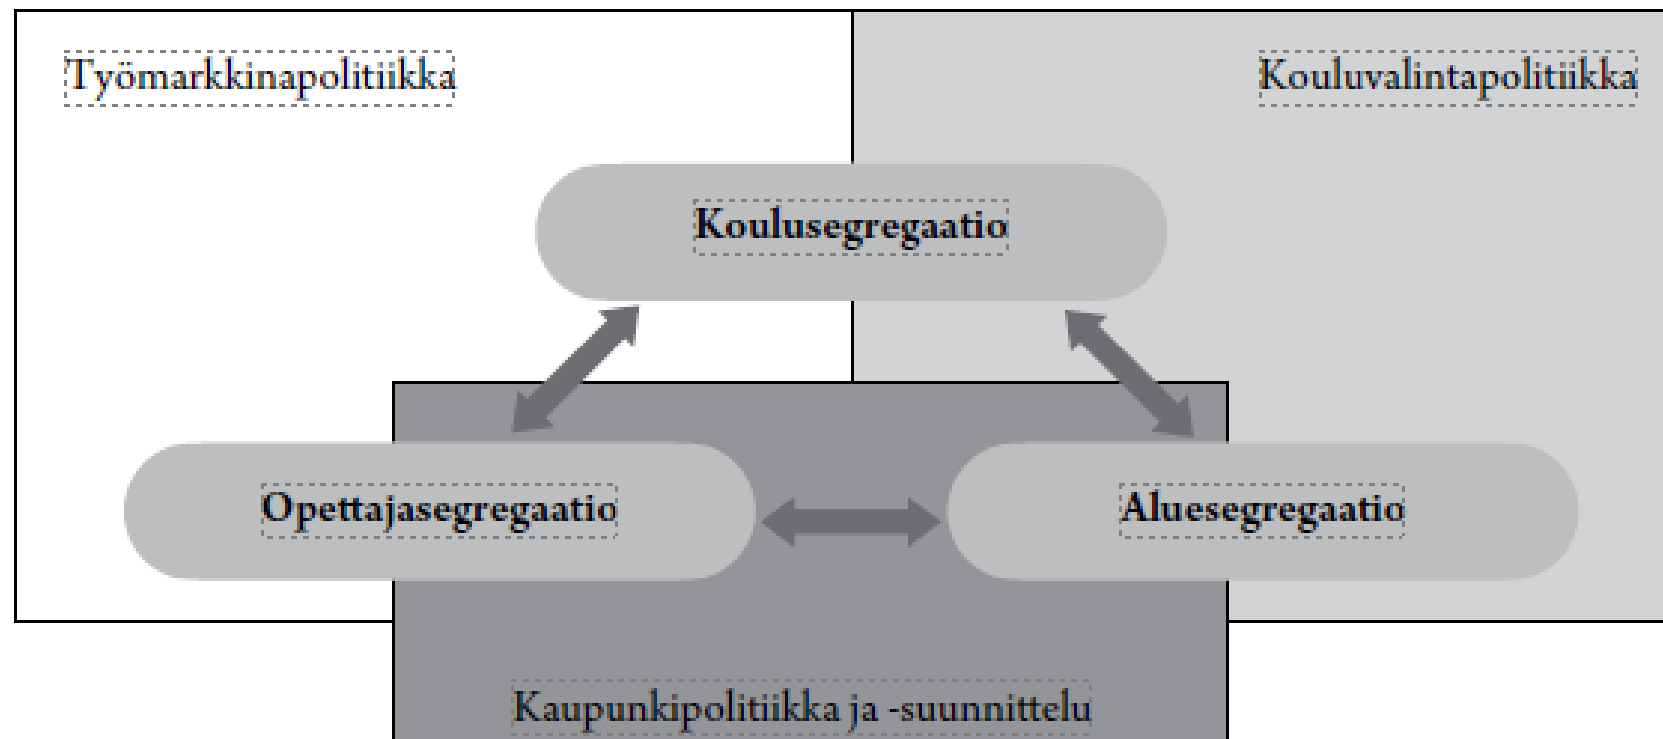 Työmarkkinapolitiikka
Kouluvalintapolitiikka
Koulusegregaatio
Opettajasegregaatio
Aluesegregaatio
Kaupunkipolitiikka ja -suunnittelu